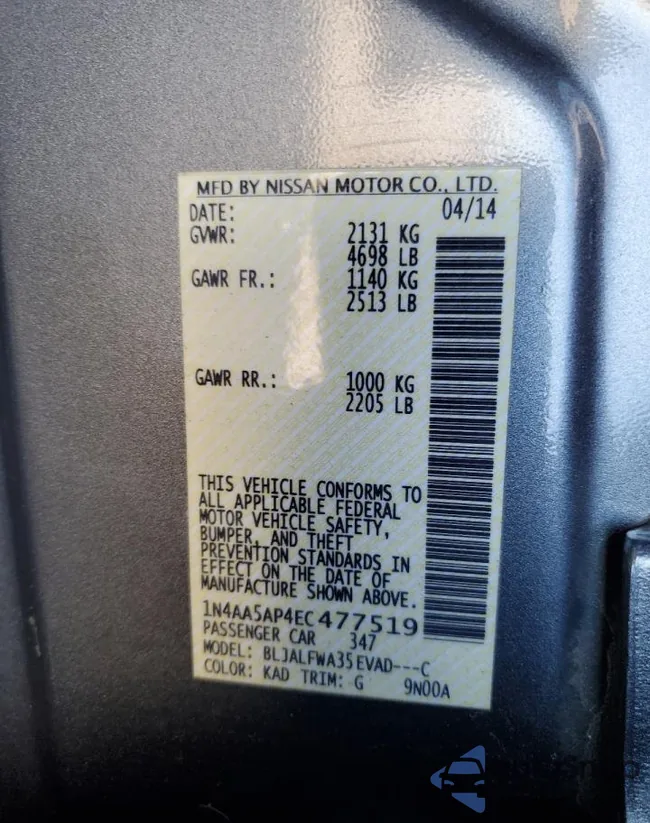 MFD BY NISSAN MOTOR CO., LTD.
DATE: 04/14
GVWR: 2131 KG
4698 LB
GAWR FR.: 1140 KG
2513 LB
GAWR RR.: 1000 KG
2205 LB
THIS VEHICLE CONFORMS TO
ALL APPLICABLE FEDERAL
MOTOR VEHICLE SAFETY,
BUMPER, AND THEFT
PREVENTION STANDARDS IN
EFFECT ON THE DATE OF
MANUFACTURE SHOWN ABOVE.
1N4AA5AP4EC477519
PASSENGER CAR 347
MODEL: BLJALFWA35EVAD---C
COLOR: KAD TRIM: G 9N00A